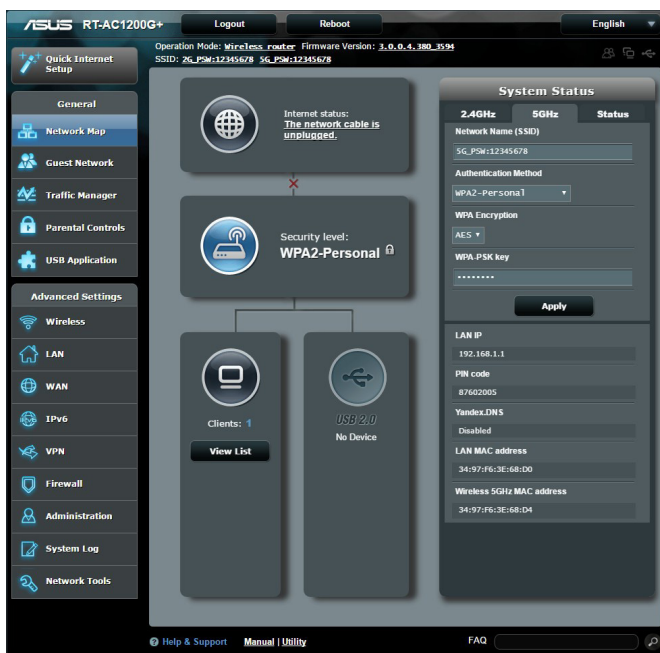 ASUS RT-AC1200G+ Logout Reboot English
Operation Mode: Wireless router Firmware Version: 3.0.0.4.380_3594
SSID: 2G_PSW:12345678 5G_PSW:12345678
Quick Internet
Setup
General
Network Map
Guest Network
Traffic Manager
Parental Controls
USB Application
Advanced Settings
Wireless
LAN
WAN
IPv6
VPN
Firewall
Administration
System Log
Network Tools
Internet status:
The network cable is
unplugged.
Security level:
WPA2-Personal
Clients: 1
View List
USB 2.0
No Device
System Status
2.4GHz 5GHz Status
Network Name (SSID)
5G_PSW:12345678
Authentication
Method
WPA2-Personal
WPA Encryption
AES
WPA-PSK key
········
Apply
LAN IP
192.168.1.1
PIN code
87602005
Yandex.DNS
Disabled
LAN MAC address
34:97:F6:3E:68:D0
Wireless 5GHz MAC address
34:97:F6:3E:68:D4
Help & Support Manual | Utility FAQ